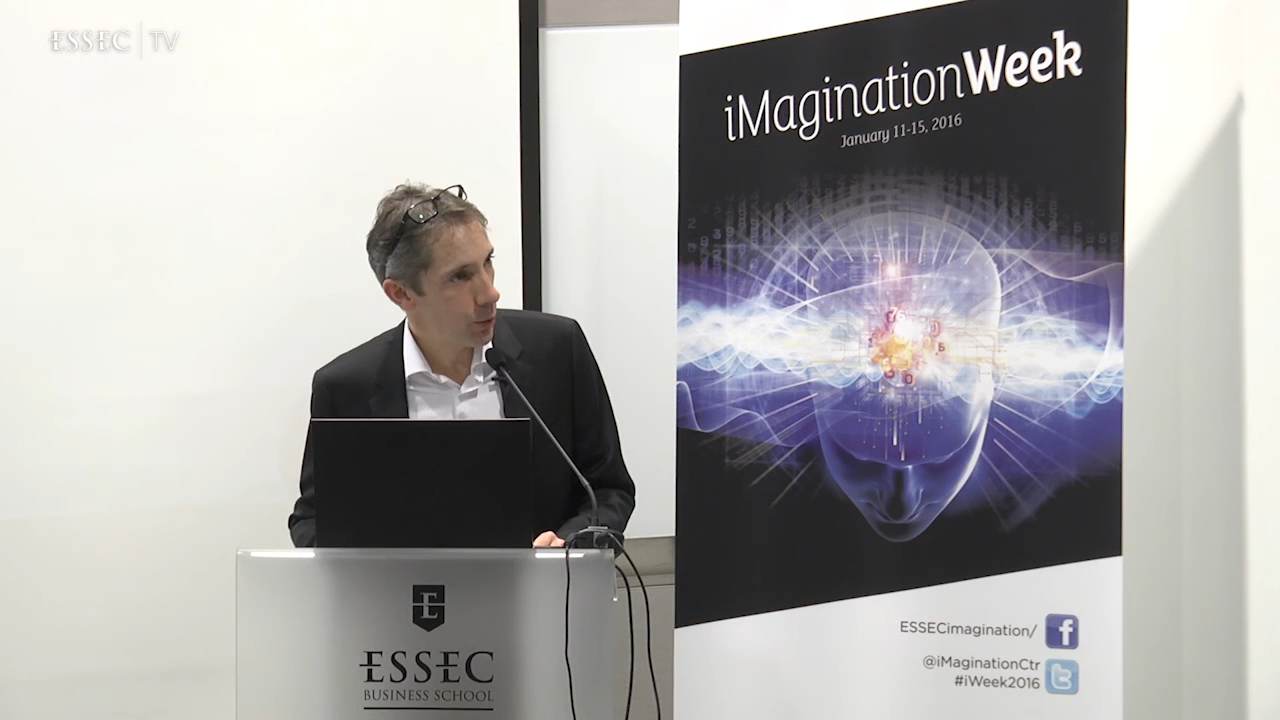 ESSEC | TV
iMaginationWeek
January 11-15, 2016
ESSECimagination/
@iMaginationCtr
#iWeek2016
E
ESSEC
BUSINESS SCHOOL